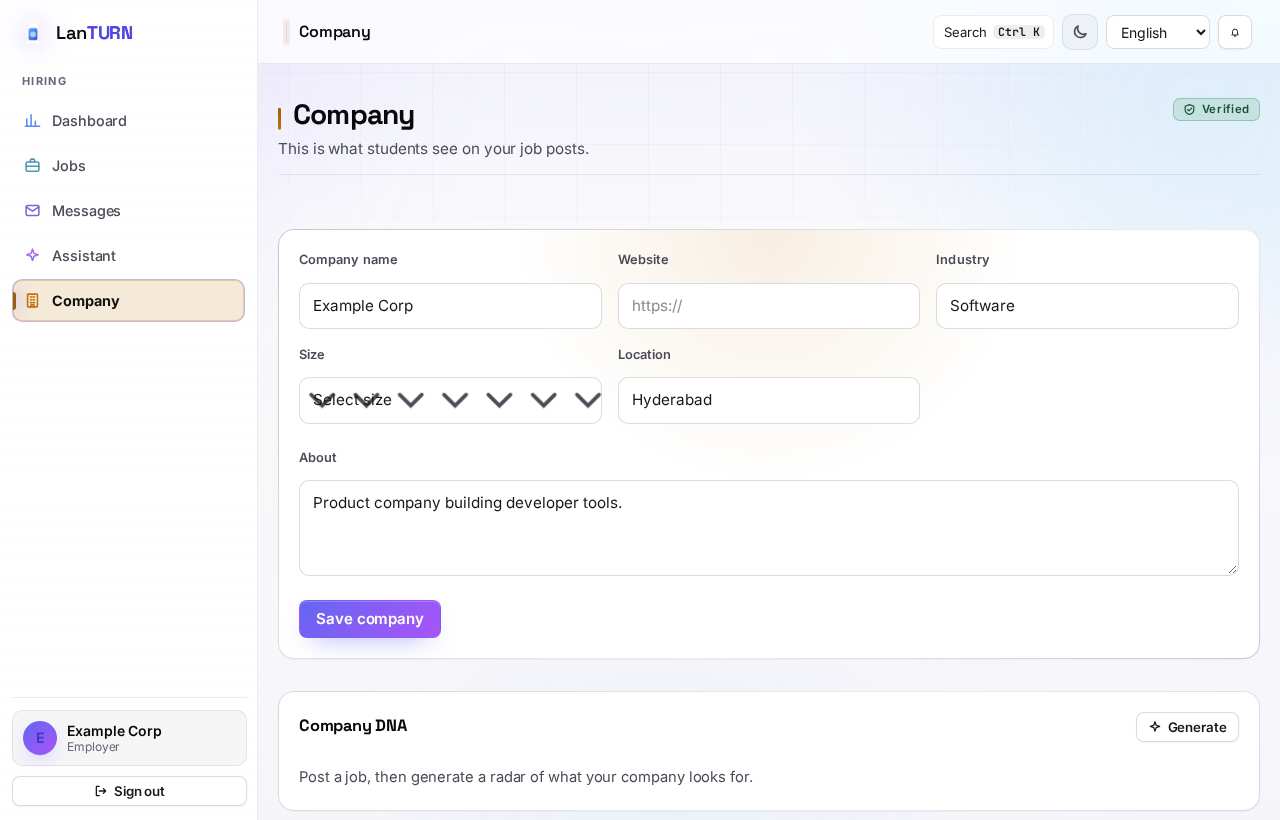 LanTURN
HIRING
Dashboard
Jobs
Messages
Assistant
Company
Example Corp
Employer
E
Sign out
Company
Search Ctrl K
English
Company
Verified
This is what students see on your job posts.
Company name
Website
Industry
Example Corp
https://
Software
Size
Location
Select size
Hyderabad
About
Product company building developer tools.
Save company
Company DNA
Generate
Post a job, then generate a radar of what your company looks for.